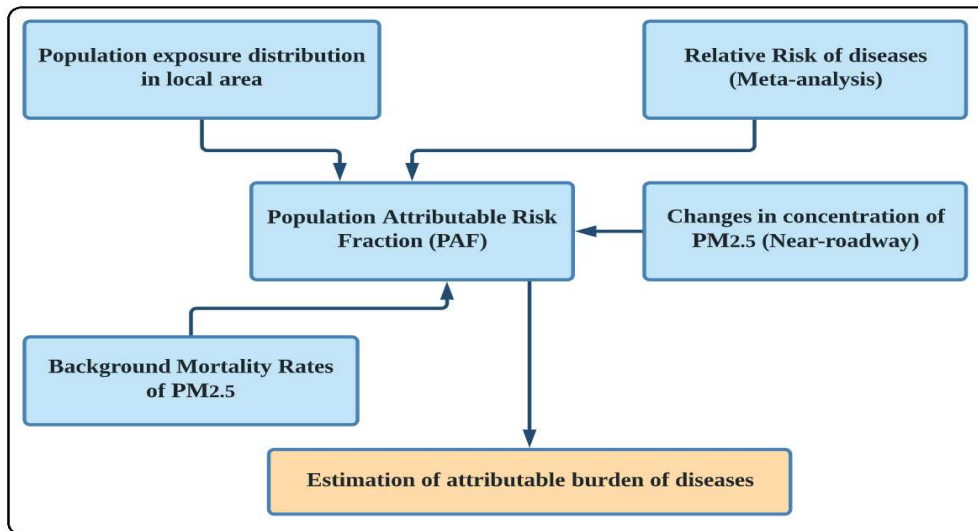 Population exposure distribution
in local area
Relative Risk of diseases
(Meta-analysis)
Population Attributable Risk
Fraction (PAF)
Changes in concentration of
PM2.5 (Near-roadway)
Background Mortality Rates
of PM2.5
Estimation of attributable burden of diseases